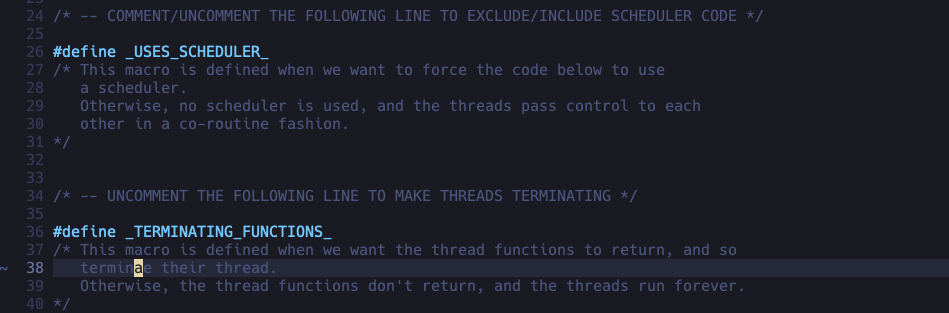 24 /* -- COMMENT/UNCOMMENT THE FOLLOWING LINE TO EXCLUDE/INCLUDE SCHEDULER CODE */
25
26 #define _USES_SCHEDULER_
27 /* This macro is defined when we want to force the code below to use
28    a scheduler.
29    Otherwise, no scheduler is used, and the threads pass control to each
30    other in a co-routine fashion.
31 */
32
33
34 /* -- UNCOMMENT THE FOLLOWING LINE TO MAKE THREADS TERMINATING */
35
36 #define _TERMINATING_FUNCTIONS_
37 /* This macro is defined when we want the thread functions to return, and so
~ 38    terminae their thread.
39    Otherwise, the thread functions don't return, and the threads run forever.
40 */